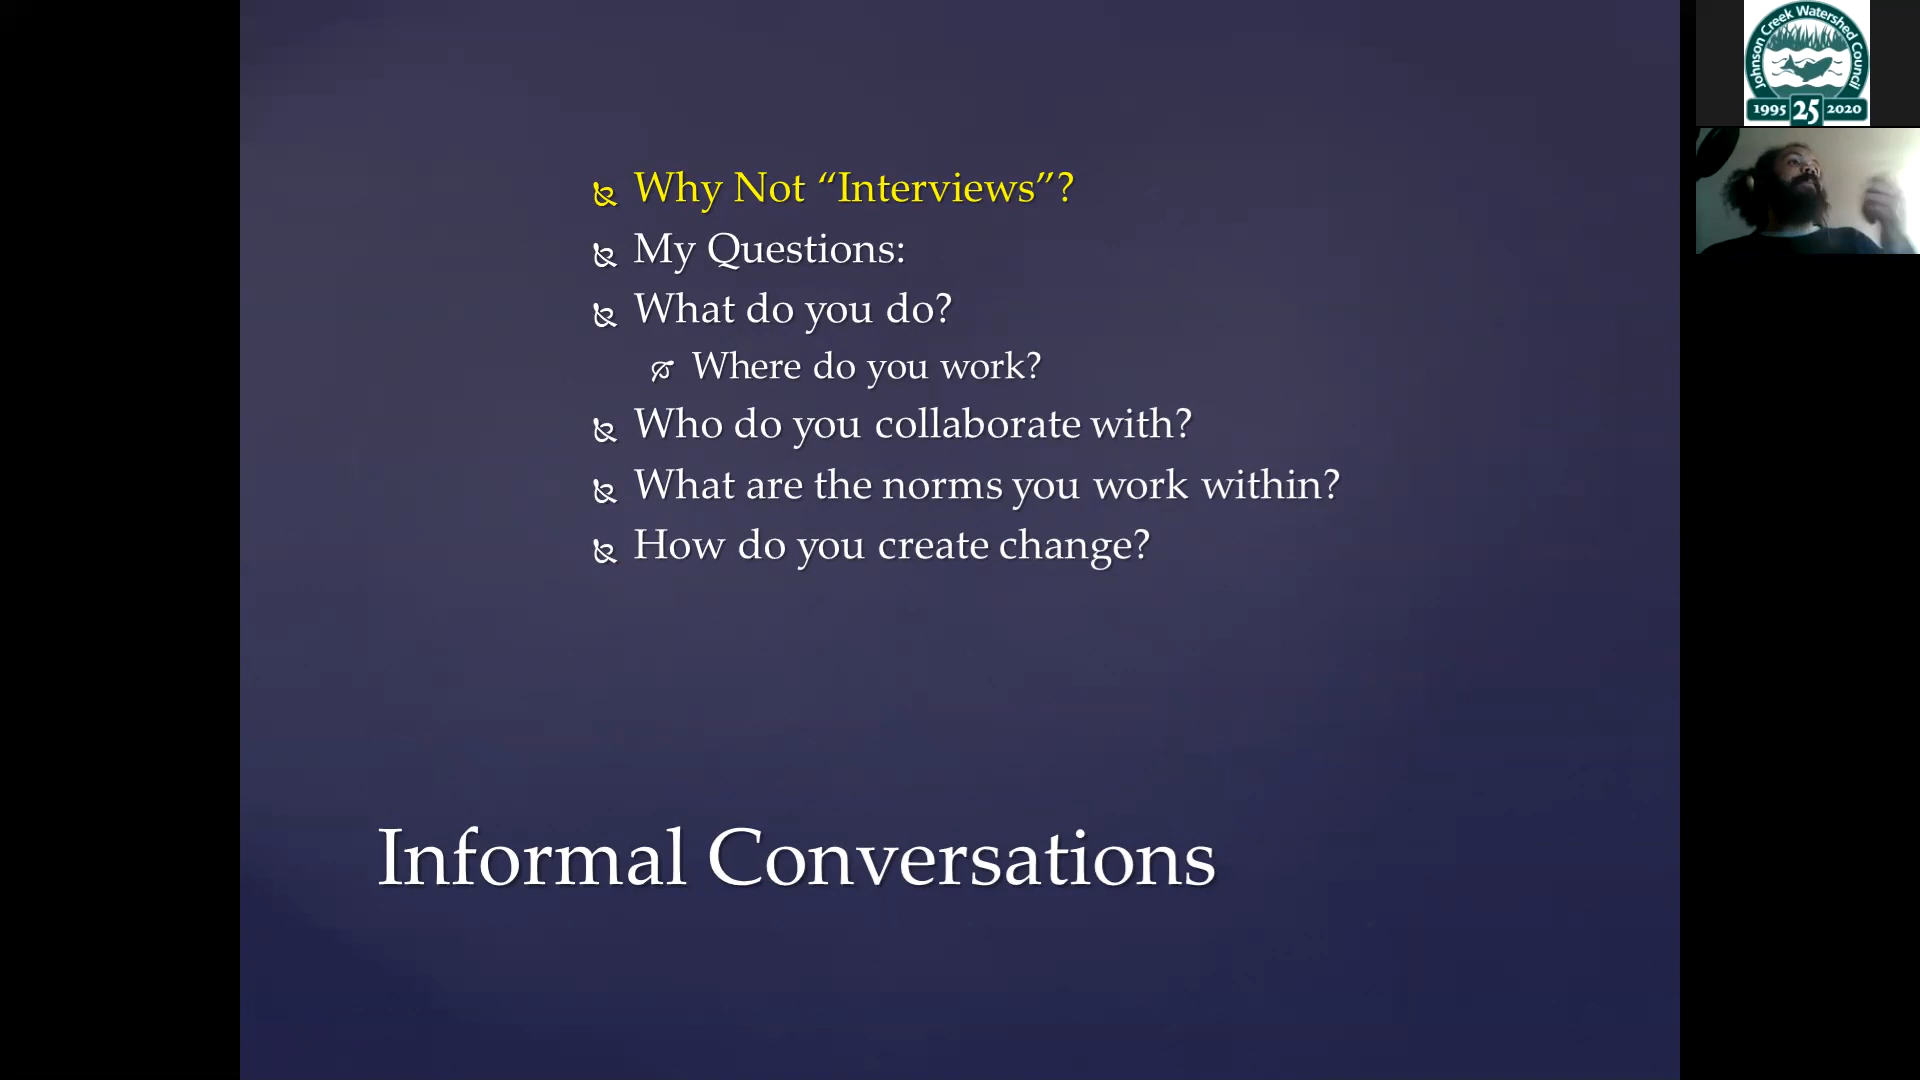 Why Not “Interviews”?
My Questions:
What do you do?
Where do you work?
Who do you collaborate with?
What are the norms you work within?
How do you create change?
Informal Conversations
Johnson Creek Watershed Council
1995 25 2020